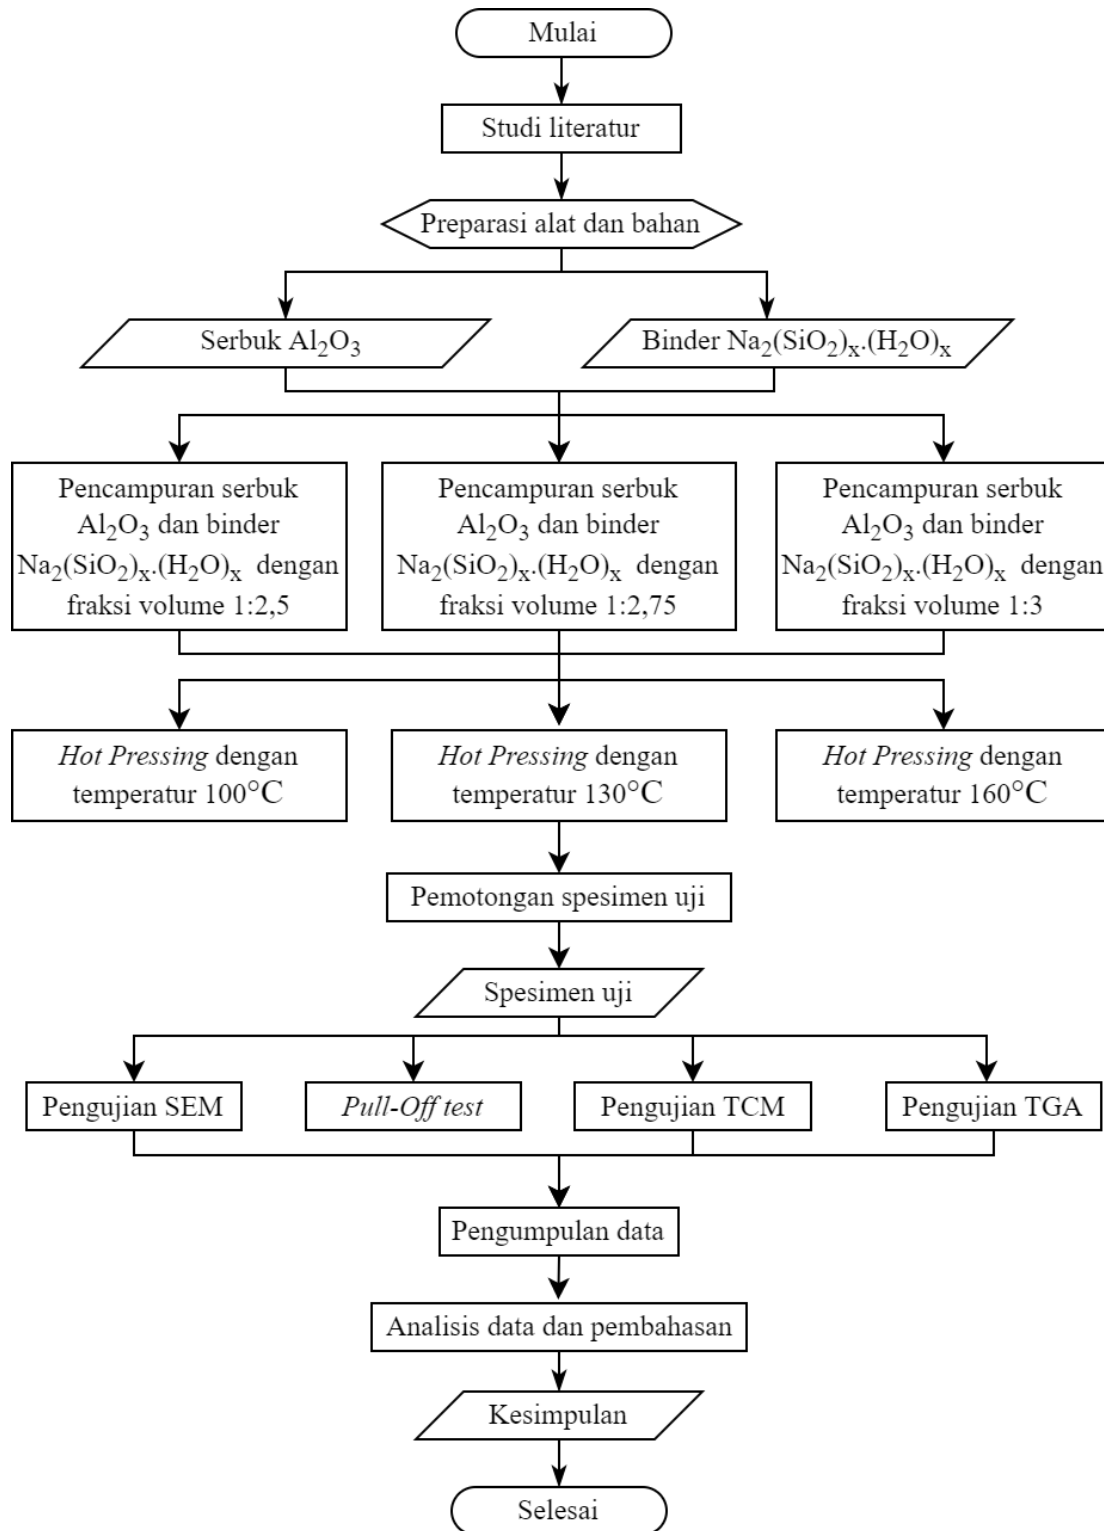 Mulai
Studi literatur
Preparasi alat dan bahan
Serbuk Al₂O₃
Binder Na₂(SiO₂)ₓ.(H₂O)ₓ
Pencampuran serbuk
Al₂O₃ dan binder
Na₂(SiO₂)ₓ.(H₂O)ₓ dengan
fraksi volume 1:2,5
Pencampuran serbuk
Al₂O₃ dan binder
Na₂(SiO₂)ₓ.(H₂O)ₓ dengan
fraksi volume 1:2,75
Pencampuran serbuk
Al₂O₃ dan binder
Na₂(SiO₂)ₓ.(H₂O)ₓ dengan
fraksi volume 1:3
Hot Pressing dengan
temperatur 100°C
Hot Pressing dengan
temperatur 130°C
Hot Pressing dengan
temperatur 160°C
Pemotongan spesimen uji
Spesimen uji
Pengujian SEM
Pull-Off test
Pengujian TCM
Pengujian TGA
Pengumpulan data
Analisis data dan pembahasan
Kesimpulan
Selesai